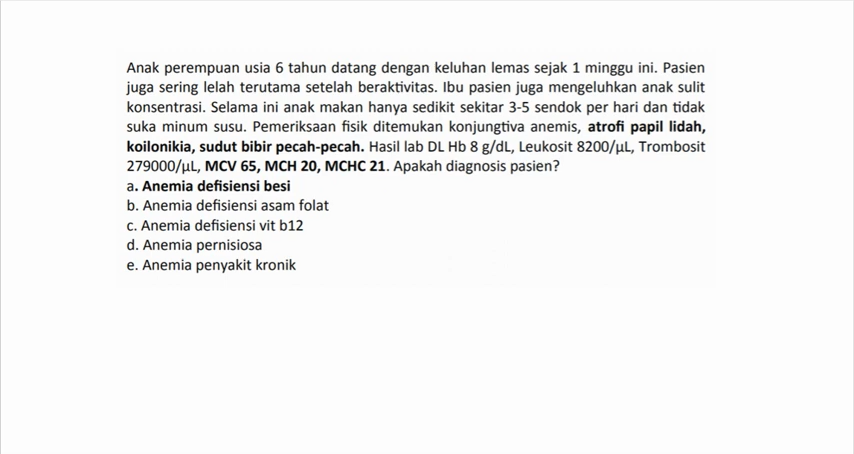 Anak perempuan usia 6 tahun datang dengan keluhan lemas sejak 1 minggu ini. Pasien
juga sering lelah terutama setelah beraktivitas. Ibu pasien juga mengeluhkan anak sulit
konsentrasi. Selama ini anak makan hanya sedikit sekitar 3-5 sendok per hari dan tidak
suka minum susu. Pemeriksaan fisik ditemukan konjungtiva anemis, atrofi papil lidah,
koilonikia, sudut bibir pecah-pecah. Hasil lab DL Hb 8 g/dL, Leukosit 8200/µL, Trombosit
279000/µL, MCV 65, MCH 20, MCHC 21. Apakah diagnosis pasien?
a. Anemia defisiensi besi
b. Anemia defisiensi asam folat
c. Anemia defisiensi vit b12
d. Anemia pernisiosa
e. Anemia penyakit kronik